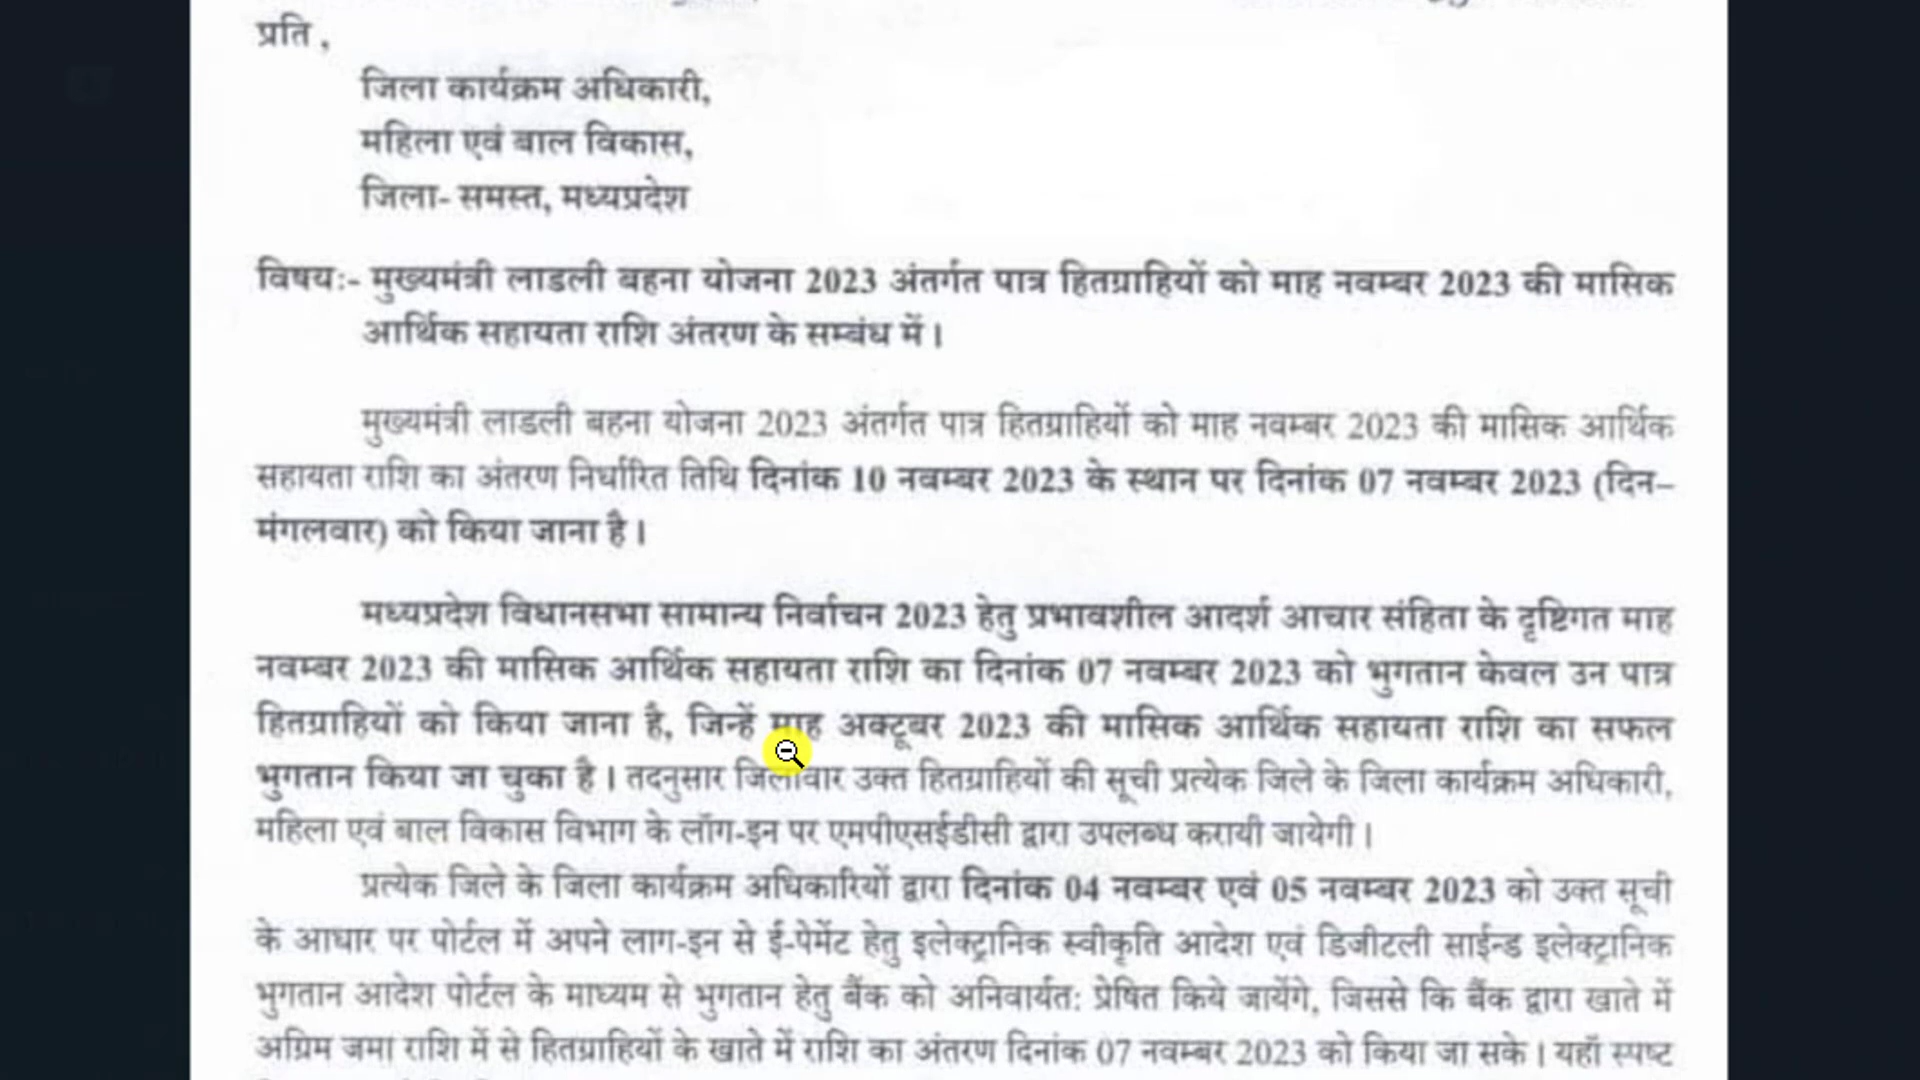 प्रति ,
जिला कार्यक्रम अधिकारी,
महिला एवं बाल विकास,
जिला- समस्त, मध्यप्रदेश
विषयः- मुख्यमंत्री लाडली बहना योजना 2023 अंतर्गत पात्र हितग्राहियों को माह नवम्बर 2023 की मासिक
आर्थिक सहायता राशि अंतरण के सम्बंध में।
मुख्यमंत्री लाडली बहना योजना 2023 अंतर्गत पात्र हितग्राहियों को माह नवम्बर 2023 की मासिक आर्थिक
सहायता राशि का अंतरण निर्धारित तिथि दिनांक 10 नवम्बर 2023 के स्थान पर दिनांक 07 नवम्बर 2023 (दिन–
मंगलवार) को किया जाना है।
मध्यप्रदेश विधानसभा सामान्य निर्वाचन 2023 हेतु प्रभावशील आदर्श आचार संहिता के दृष्टिगत माह
नवम्बर 2023 की मासिक आर्थिक सहायता राशि का दिनांक 07 नवम्बर 2023 को भुगतान केवल उन पात्र
हितग्राहियों को किया जाना है, जिन्हें माह अक्टूबर 2023 की मासिक आर्थिक सहायता राशि का सफल
भुगतान किया जा चुका है। तदनुसार जिलावार उक्त हितग्राहियों की सूची प्रत्येक जिले के जिला कार्यक्रम अधिकारी,
महिला एवं बाल विकास विभाग के लॉग-इन पर एमपीएसईडीसी द्वारा उपलब्ध करायी जायेगी।
प्रत्येक जिले के जिला कार्यक्रम अधिकारियों द्वारा दिनांक 04 नवम्बर एवं 05 नवम्बर 2023 को उक्त सूची
के आधार पर पोर्टल में अपने लाग-इन से ई-पेमेंट हेतु इलेक्ट्रानिक स्वीकृति आदेश एवं डिजीटली साईन्ड इलेक्ट्रानिक
भुगतान आदेश पोर्टल के माध्यम से भुगतान हेतु बैंक को अनिवार्यत: प्रेषित किये जायेंगे, जिससे कि बैंक द्वारा खाते में
अग्रिम जमा राशि में से हितग्राहियों के खाते में राशि का अंतरण दिनांक 07 नवम्बर 2023 को किया जा सके। यहाँ स्पष्ट